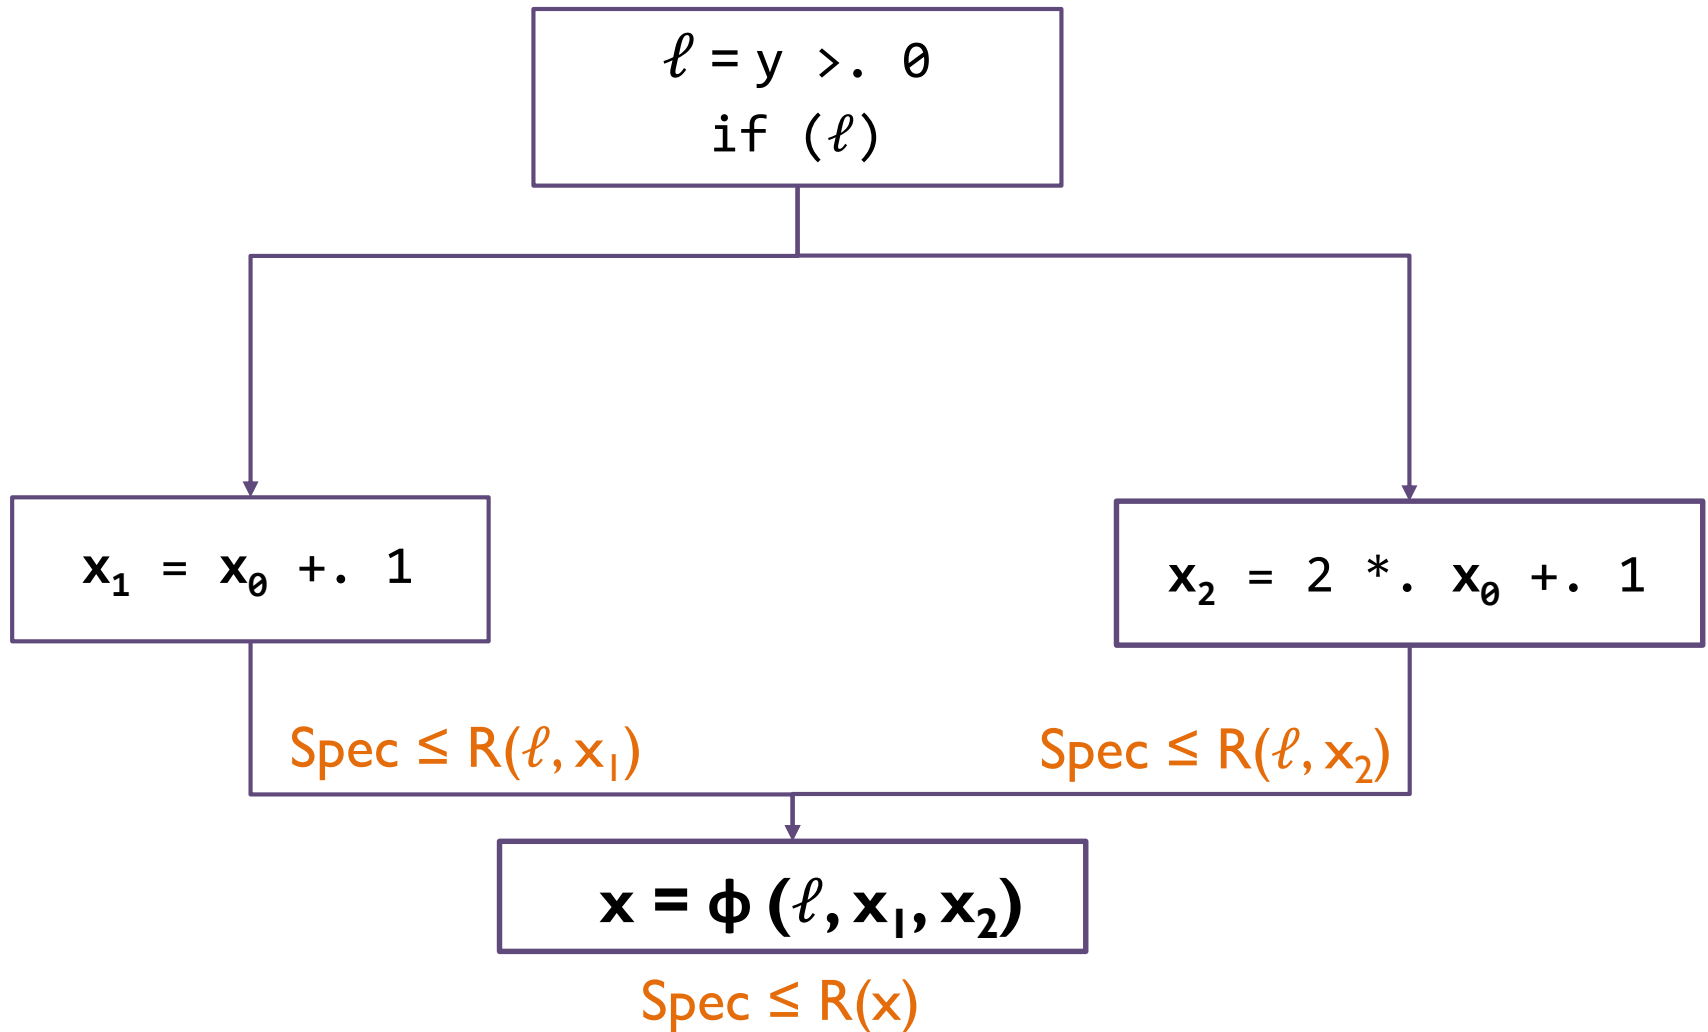 ℓ = y >. 0
if (ℓ)
x₁ = x₀ +. 1
x₂ = 2 *. x₀ +. 1
Spec ≤ R(ℓ, x₁)
Spec ≤ R(ℓ, x₂)
x = ϕ (ℓ, x₁, x₂)
Spec ≤ R(x)